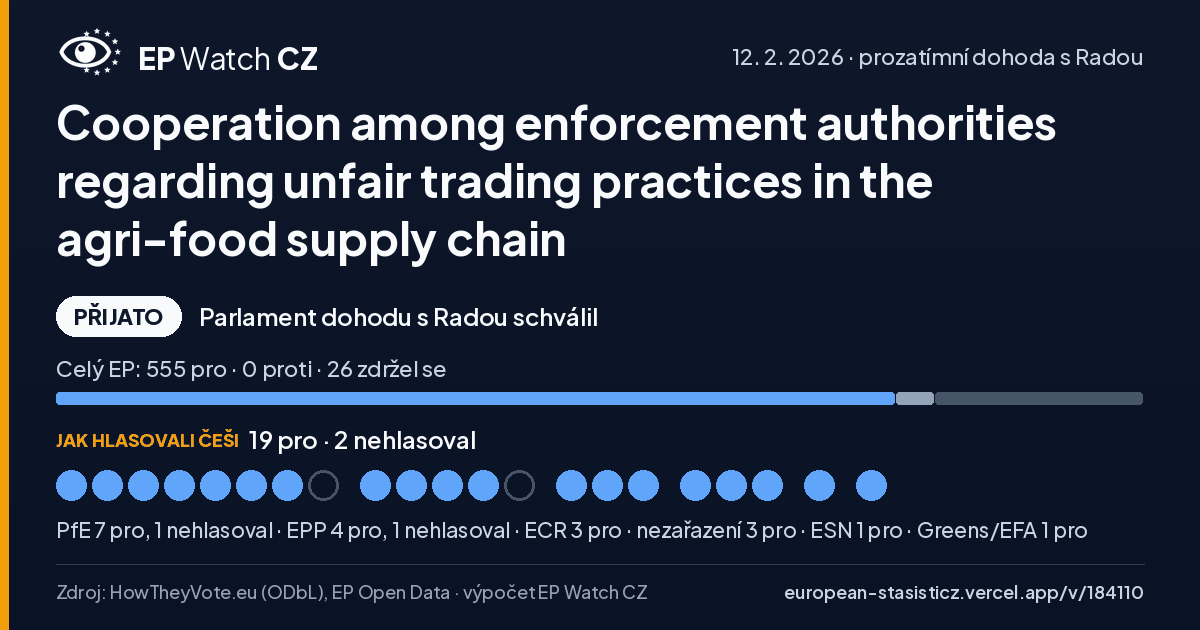 EP Watch CZ
12. 2. 2026 · prozatímní dohoda s Radou
Cooperation among enforcement authorities
regarding unfair trading practices in the
agri-food supply chain
PŘIJATO Parlament dohodu s Radou schválil
Celý EP: 555 pro · 0 proti · 26 zdržel se
JAK HLASOVALI ČEŠI 19 pro · 2 nehlasoval
PfE 7 pro, 1 nehlasoval · EPP 4 pro, 1 nehlasoval · ECR 3 pro · nezařazení 3 pro · ESN 1 pro · Greens/EFA 1 pro
Zdroj: HowTheyVote.eu (ODbL), EP Open Data · výpočet EP Watch CZ
european-stasisticz.vercel.app/v/184110